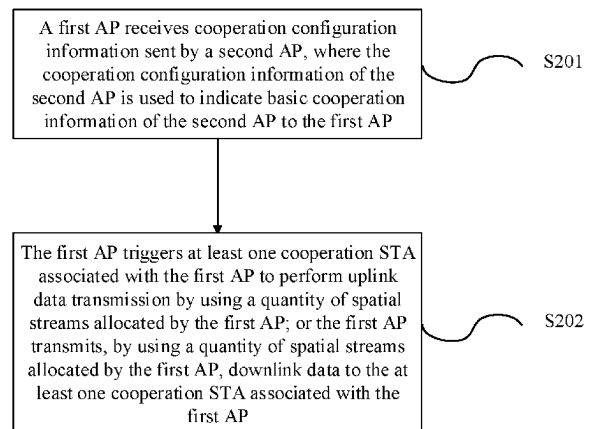 A first AP receives cooperation configuration
information sent by a second AP, where the
cooperation configuration information of the
second AP is used to indicate basic cooperation
information of the second AP to the first AP
S201
The first AP triggers at least one cooperation STA
associated with the first AP to perform uplink
data transmission by using a quantity of spatial
streams allocated by the first AP; or the first AP
transmits, by using a quantity of spatial streams
allocated by the first AP, downlink data to the at
least one cooperation STA associated with the
first AP
S202